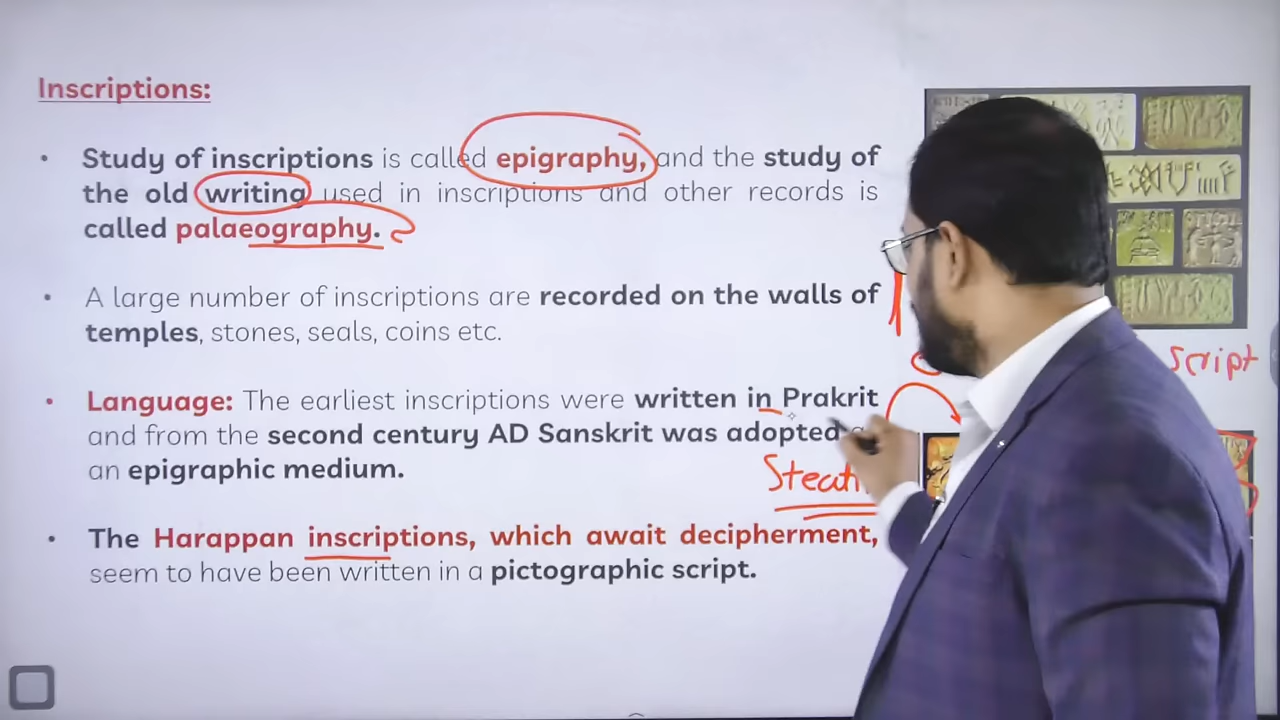 Inscriptions:
• Study of inscriptions is called epigraphy, and the study of
the old writing used in inscriptions and other records is
called palaeography.
• A large number of inscriptions are recorded on the walls of
temples, stones, seals, coins etc.
Script
• Language: The earliest inscriptions were written in Prakrit
and from the second century AD Sanskrit was adopted
an epigraphic medium.
• The Harappan inscriptions, which await decipherment,
seem to have been written in a pictographic script.